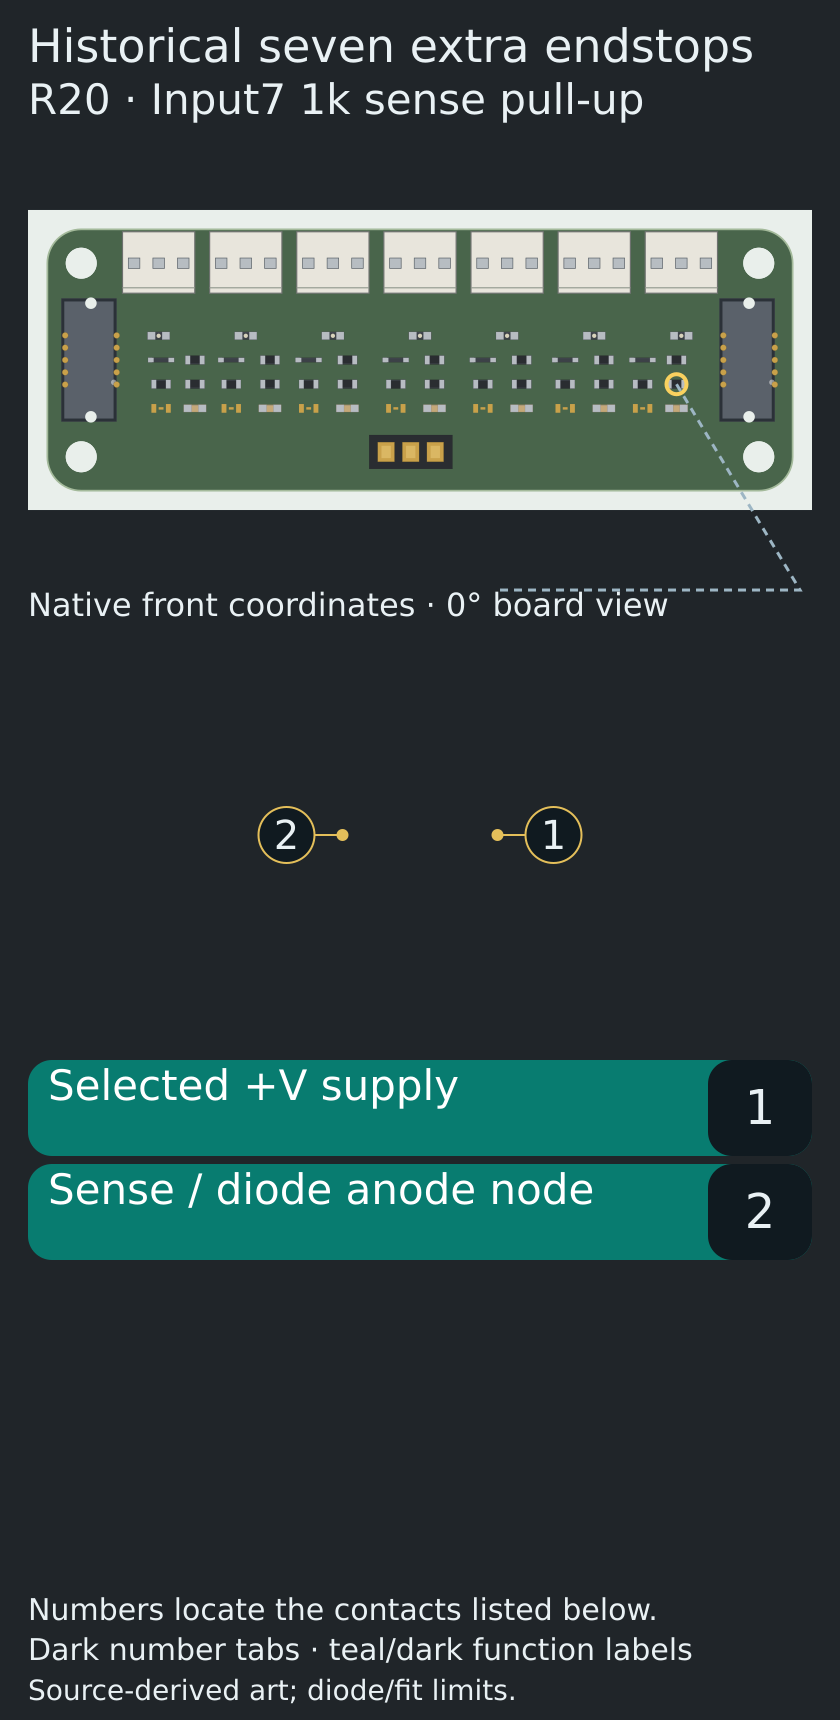 Historical seven extra endstops
R20 · Input7 1k sense pull-up
Native front coordinates · 0° board view
2 1
Selected +V supply 1
Sense / diode anode node 2
Numbers locate the contacts listed below.
Dark number tabs · teal/dark function labels
Source-derived art; diode/fit limits.